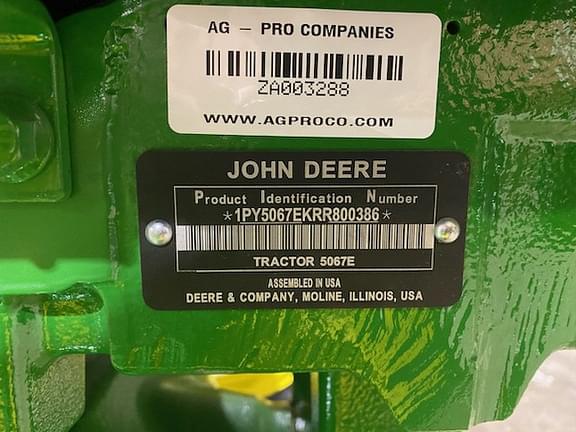 AG - PRO COMPANIES
ZA003288
WWW.AGPROCO.COM
JOHN DEERE
Product Identification Number
*1PY5067EKRR800386*
TRACTOR 5067E
ASSEMBLED IN USA
DEERE & COMPANY, MOLINE, ILLINOIS, USA